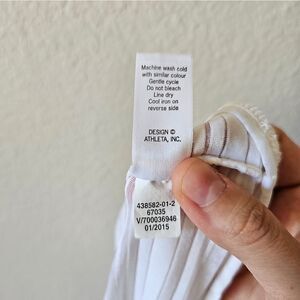 Machine wash cold
with similar colour
Gentle cycle
Do not bleach
Line dry
Cool iron on
reverse side
DESIGN ©
ATHLETA, INC.
438582-01-2
67035
V/700036946
01/2015